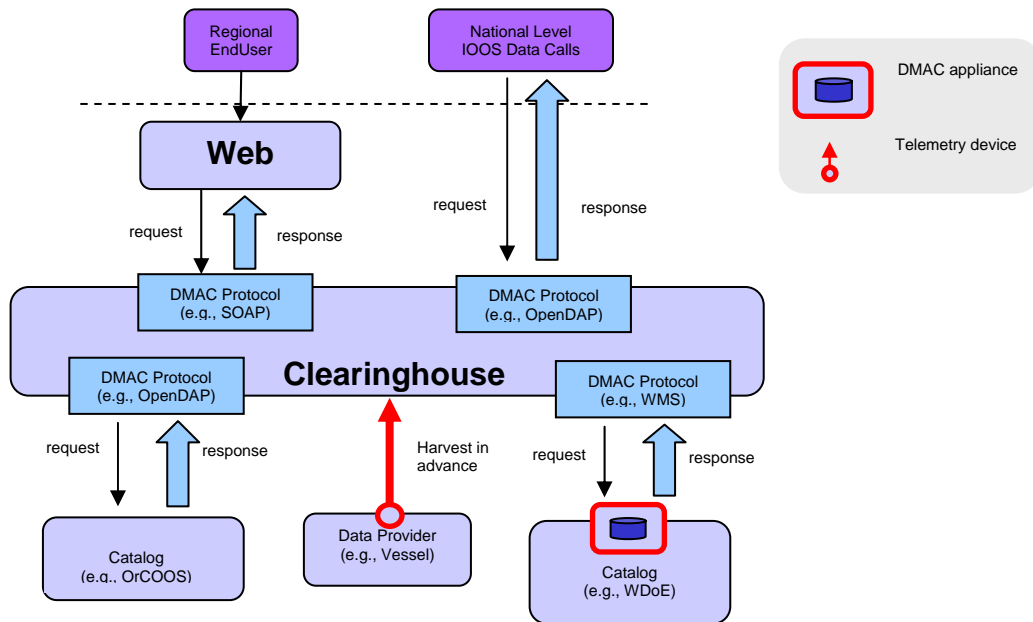 Regional
EndUser
National Level
IOOS Data Calls
DMAC appliance
Telemetry device
Web
request
response
request
response
DMAC Protocol
(e.g., SOAP)
DMAC Protocol
(e.g., OpenDAP)
Clearinghouse
DMAC Protocol
(e.g., OpenDAP)
DMAC Protocol
(e.g., WMS)
request
response
Harvest in
advance
request
response
Catalog
(e.g., OrCOOS)
Data Provider
(e.g., Vessel)
Catalog
(e.g., WDoE)